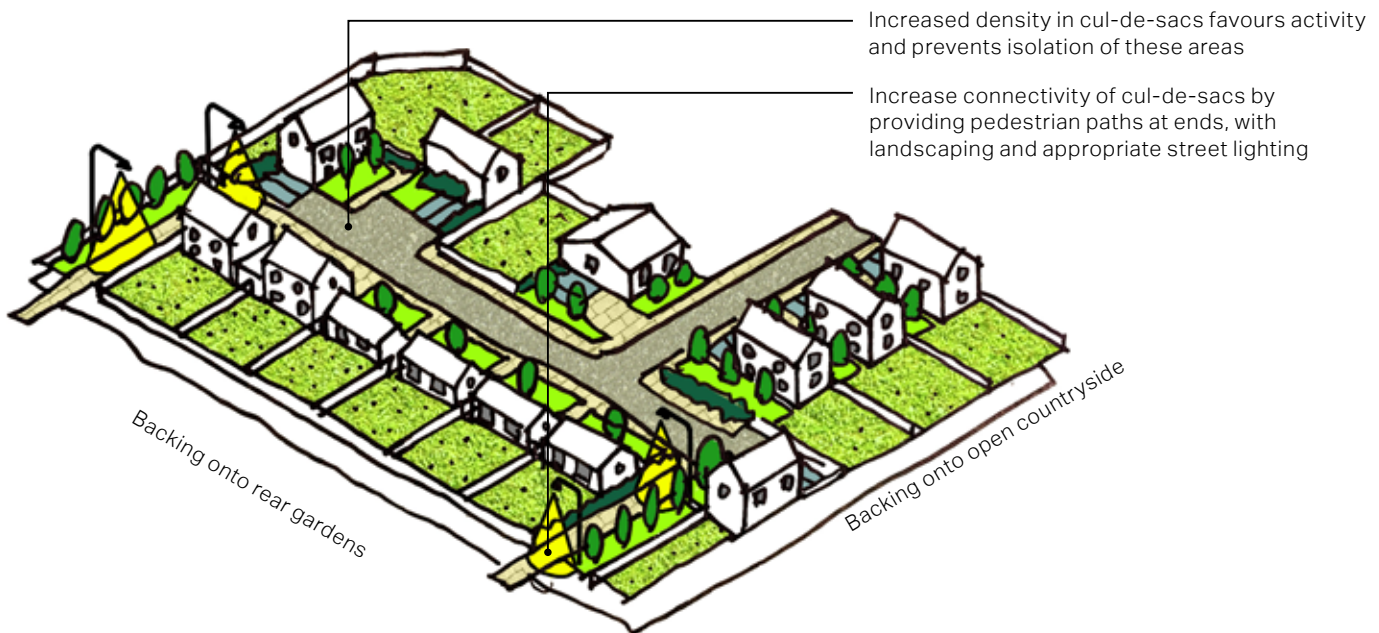 Increased density in cul-de-sacs favours activity
and prevents isolation of these areas
Increase connectivity of cul-de-sacs by
providing pedestrian paths at ends, with
landscaping and appropriate street lighting
Backing onto rear gardens
Backing onto open countryside